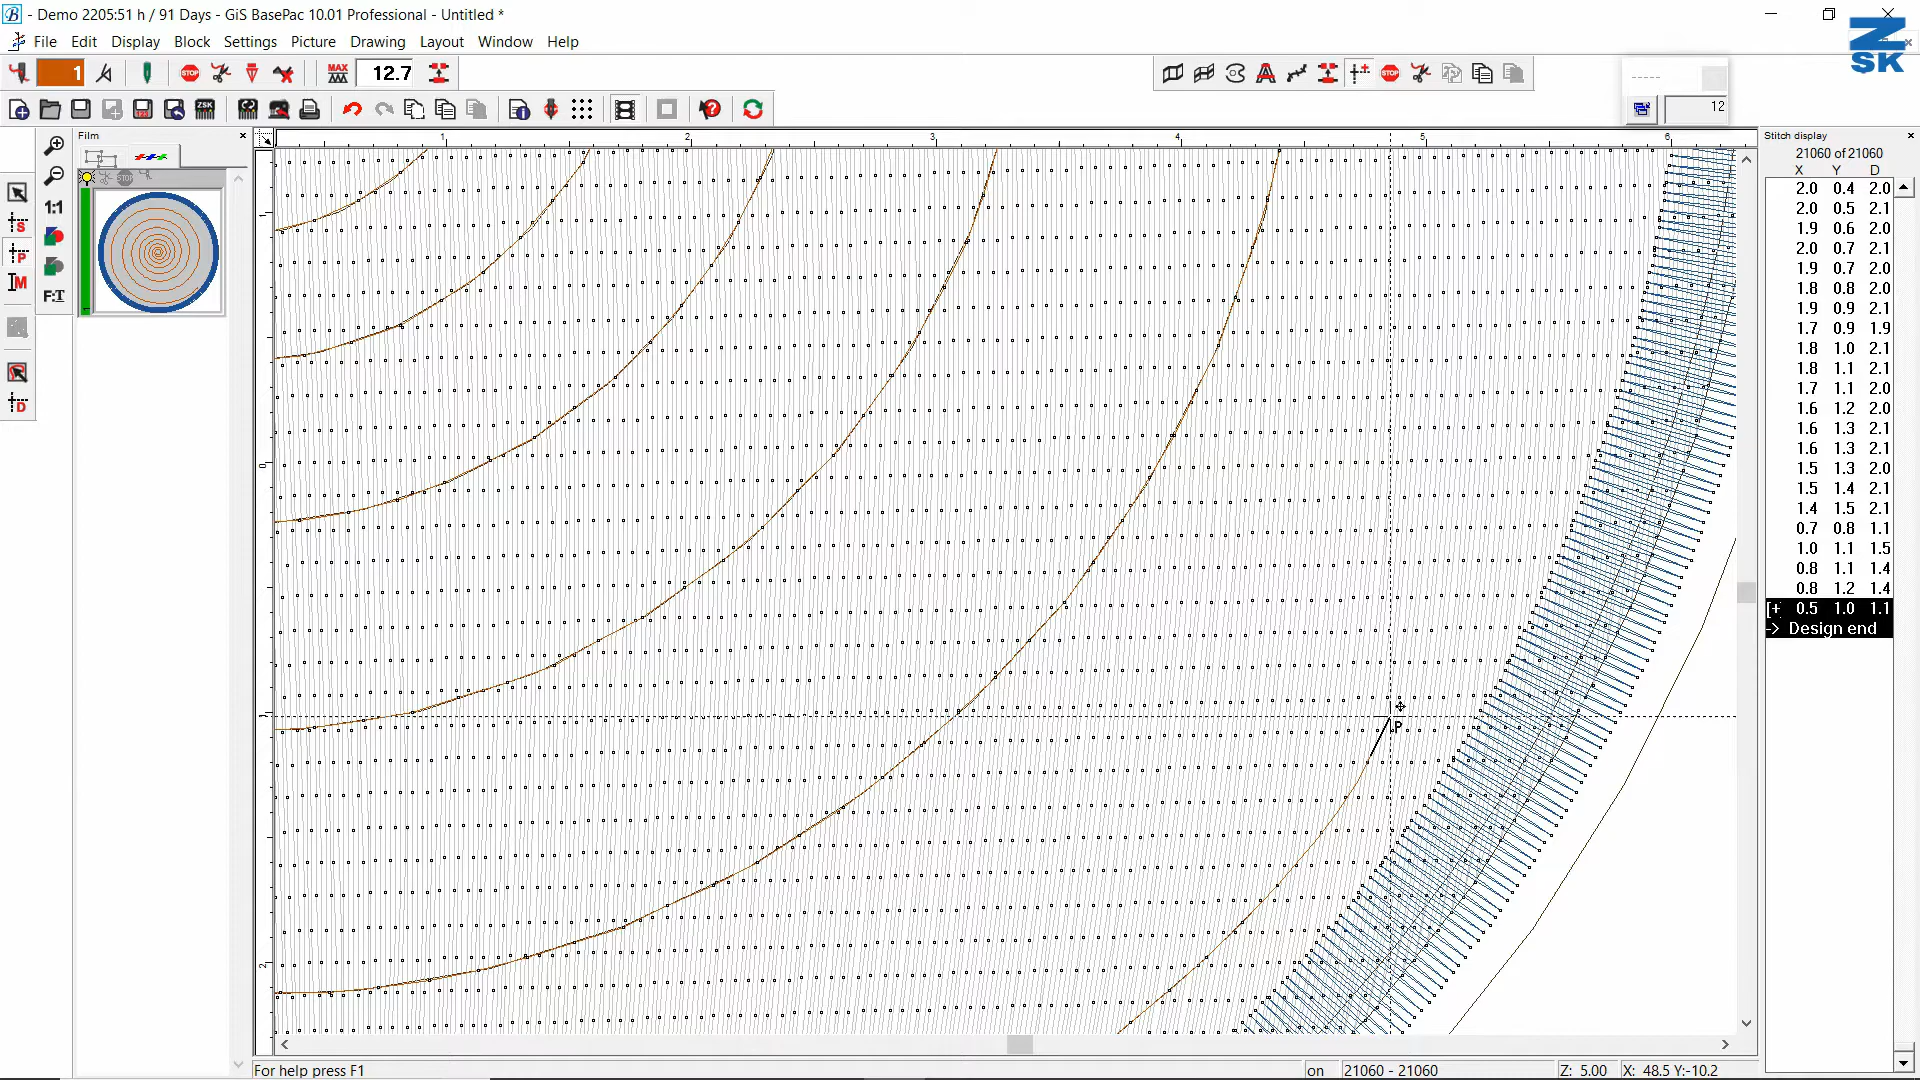 - Demo 2205:51 h / 91 Days - GiS BasePac 10.01 Professional - Untitled *
File Edit Display Block Settings Picture Drawing Layout Window Help
Z
SK
1 STOP MAX 12.7 STOP
ZSK
12
Film
Stitch display
21060 of 21060
X Y D
2.0 0.4 2.0
2.0 0.5 2.1
1.9 0.6 2.0
2.0 0.7 2.1
1.9 0.7 2.0
1.8 0.8 2.0
1.9 0.9 2.1
1.7 0.9 1.9
1.8 1.0 2.1
1.8 1.1 2.1
1.7 1.1 2.0
1.6 1.2 2.0
1.6 1.3 2.1
1.6 1.3 2.1
1.5 1.3 2.0
1.5 1.4 2.1
1.4 1.5 2.1
0.7 0.8 1.1
1.0 1.1 1.5
0.8 1.1 1.4
0.8 1.2 1.4
[+ 0.5 1.0 1.1
-> Design end
1:1
F:T
S
P
M
D
1 2 3 4 5 6
1
0
1
2
P
For help press F1
on 21060 - 21060 Z: 5.00 X: 48.5 Y:-10.2